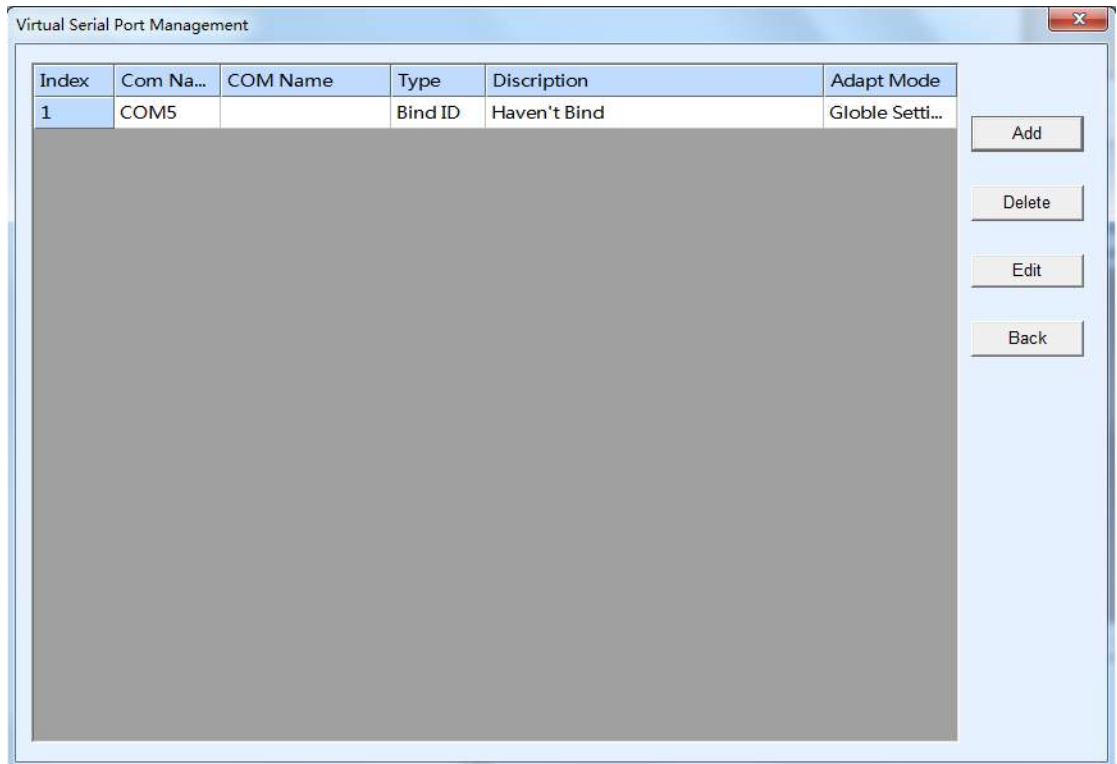 Virtual Serial Port Management
x
Index Com Na... COM Name Type Discription Adapt Mode
1 COM5 Bind ID Haven't Bind Globle Setti...
Add
Delete
Edit
Back